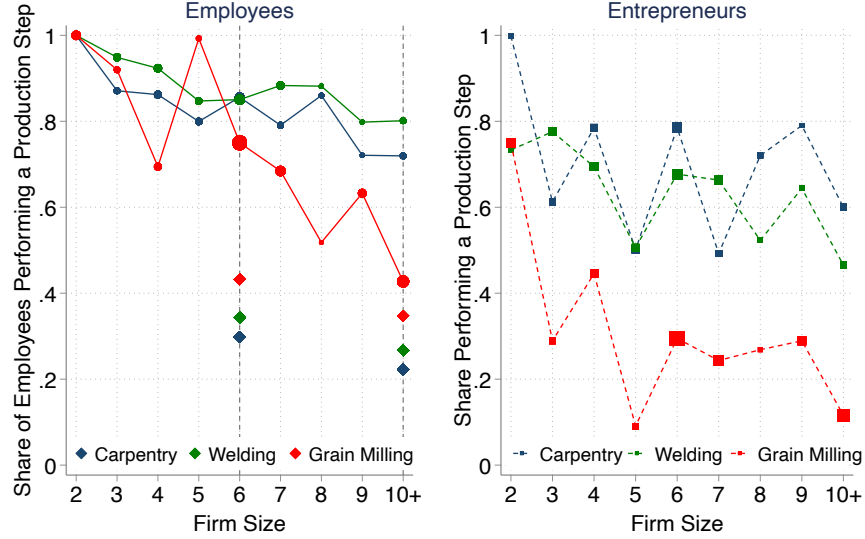 Employees
Share of Employees Performing a Production Step
1
.8
.6
.4
.2
0
Carpentry
Welding
Grain Milling
2 3 4 5 6 7 8 9 10+
Firm Size
Entrepreneurs
Share Performing a Production Step
1
.8
.6
.4
.2
0
Carpentry
Welding
Grain Milling
2 3 4 5 6 7 8 9 10+
Firm Size